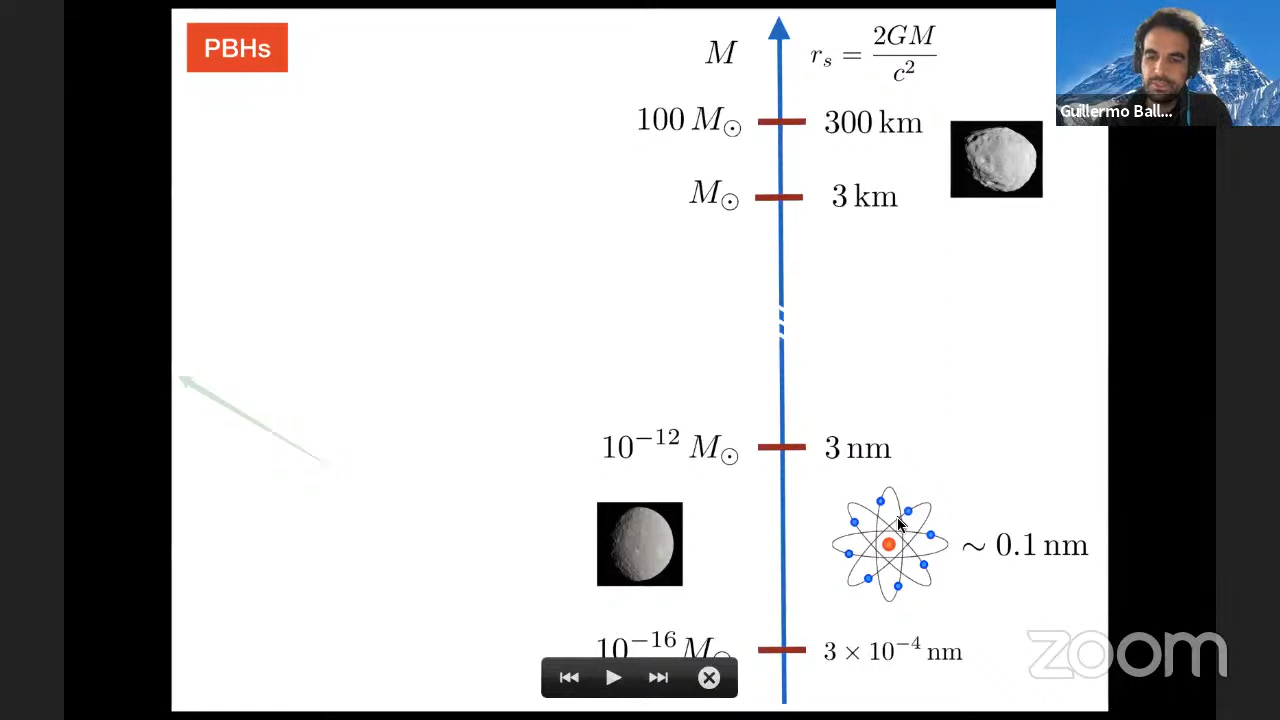 PBHs
M
r_s = 2GM / c^2
100 M_⊙
300 km
M_⊙
3 km
10^{-12} M_⊙
3 nm
∼ 0.1 nm
10^{-16} M_⊙
3 × 10^{-4} nm
Guillermo Ball...
zoom